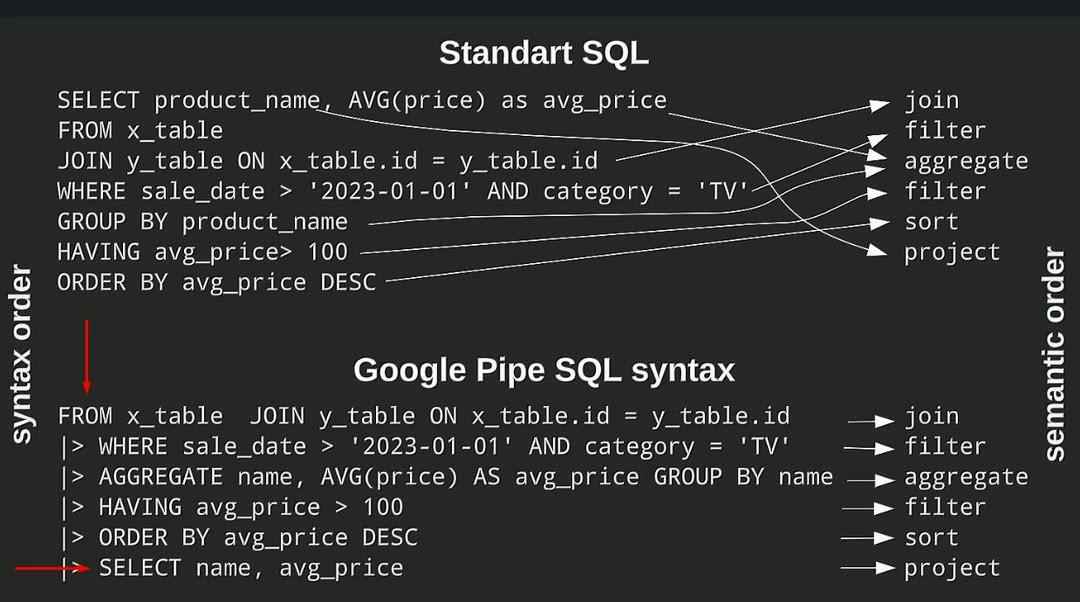 Standart SQL
SELECT product_name, AVG(price) as avg_price join
FROM x_table filter
JOIN y_table ON x_table.id = y_table.id aggregate
WHERE sale_date > '2023-01-01' AND category = 'TV' filter
GROUP BY product_name sort
HAVING avg_price> 100 project
ORDER BY avg_price DESC
syntax order
semantic order
Google Pipe SQL syntax
FROM x_table  JOIN y_table ON x_table.id = y_table.id join
|> WHERE sale_date > '2023-01-01' AND category = 'TV' filter
|> AGGREGATE name, AVG(price) AS avg_price GROUP BY name aggregate
|> HAVING avg_price > 100 filter
|> ORDER BY avg_price DESC sort
|> SELECT name, avg_price project